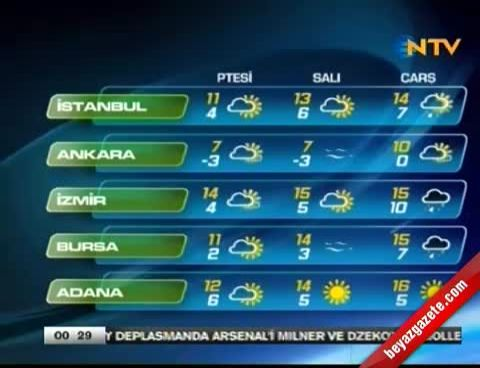 NTV
PTESİ SALI ÇARŞ
İSTANBUL 11 4 13 6 14 7
ANKARA 7 -3 7 -3 10 0
İZMİR 14 4 15 5 15 10
BURSA 11 2 14 3 15 7
ADANA 12 6 14 5 16 5
00 29 Y DEPLASMANDA ARSENAL'İ MILNER VE DZEKO OLLE
beyazgazete.com